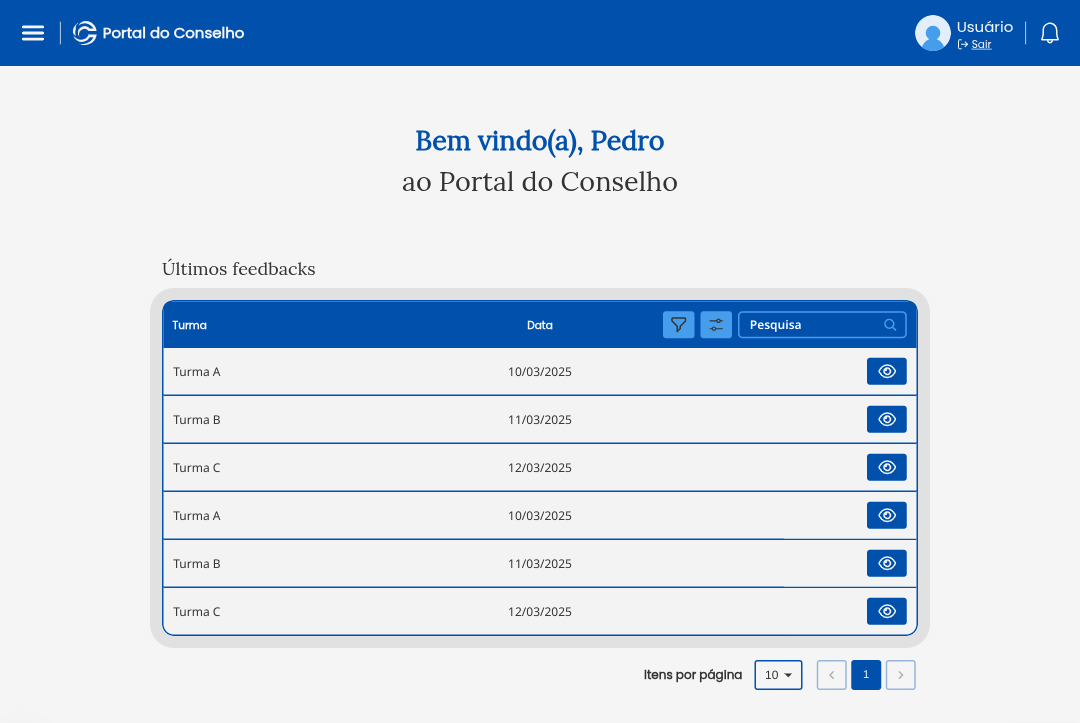 Portal do Conselho
Usuário
Sair
Bem vindo(a), Pedro
ao Portal do Conselho
Últimos feedbacks
Turma Data Pesquisa
Turma A 10/03/2025
Turma B 11/03/2025
Turma C 12/03/2025
Turma A 10/03/2025
Turma B 11/03/2025
Turma C 12/03/2025
Itens por página 10 1